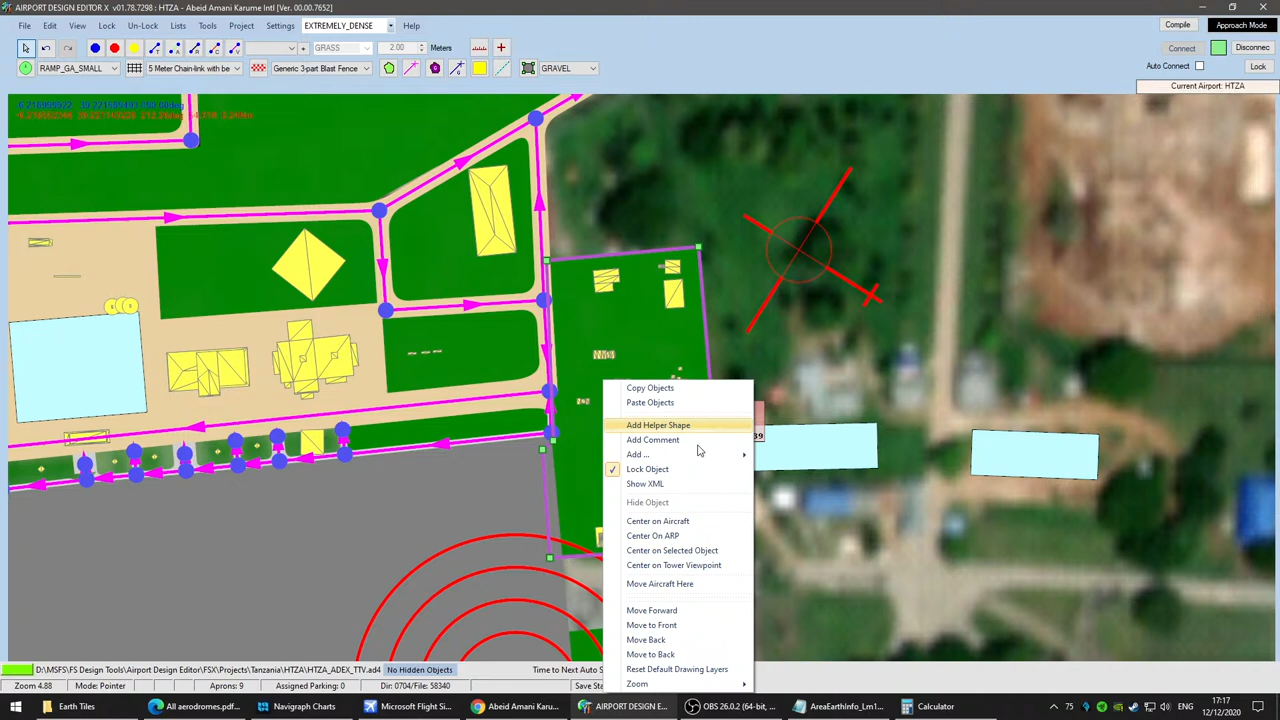 AIRPORT DESIGN EDITOR X  v01.78.7298 : HTZA - Abeid Amani Karume Intl [Ver. 00.00.7652]
File Edit View Lock Unlock Lists Tools Project Settings EXTREMELY_DENSE Help
Compile Approach Mode
GRASS 2.00 Meters Connect Disconnec
RAMP_GA_SMALL 5 Meter Chain-link with be Generic 3-part Blast Fence GRAVEL Auto Connect Lock
Current Airport: HTZA
Copy Objects
Paste Objects
Add Helper Shape
Add Comment
39
Add ...
Lock Object
Show XML
Hide Object
Center on Aircraft
Center On ARP
Center on Selected Object
Center on Tower Viewpoint
Move Aircraft Here
Move Forward
Move to Front
Move Back
Move to Back
Reset Default Drawing Layers
Zoom
D:\MSFS\FS Design Tools\Airport Design Editor\FSX\Projects\Tanzania\HTZA\HTZA_ADEX_TTV.ad4 No Hidden Objects Time to Next Auto S
Zoom 4.88 Mode: Pointer Aprons: 9 Assigned Parking: 0 Dir: 0704/File: 58340 Save Sta
Earth Tiles All aerodromes.pdf... Navigraph Charts Microsoft Flight Si... Abeid Amani Karu... AIRPORT DESIGN E... OBS 26.0.2 (64-bit, ... AreaEarthInfo_Lm1... Calculator 75 17:17
12/12/2020